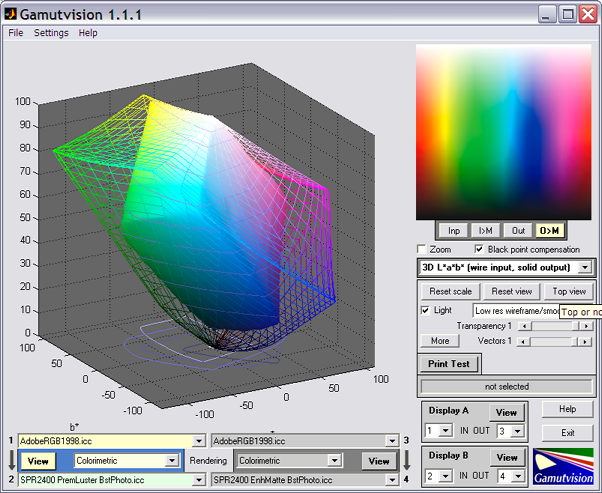 Gamutvision 1.1.1
File Settings Help
100
90
80
70
60
50
40
30
20
10
0
100
50
0
-50
-100
-100
-50
0
50
100
b*
Inp I>M Out O>M
Zoom Black point compensation
3D L*a*b* (wire input, solid output)
Reset scale Reset view Top view
Light Low res wireframe/smoo Top or no
Transparency 1
More Vectors 1
Print Test
not selected
Display A View
1 IN OUT 3
Help
Exit
Display B View
2 IN OUT 4
Gamutvision
1 AdobeRGB1998.icc AdobeRGB1998.icc 3
View Colorimetric Rendering Colorimetric View
2 SPR2400 PremLuster BstPhoto.icc SPR2400 EnhMatte BstPhoto.icc 4